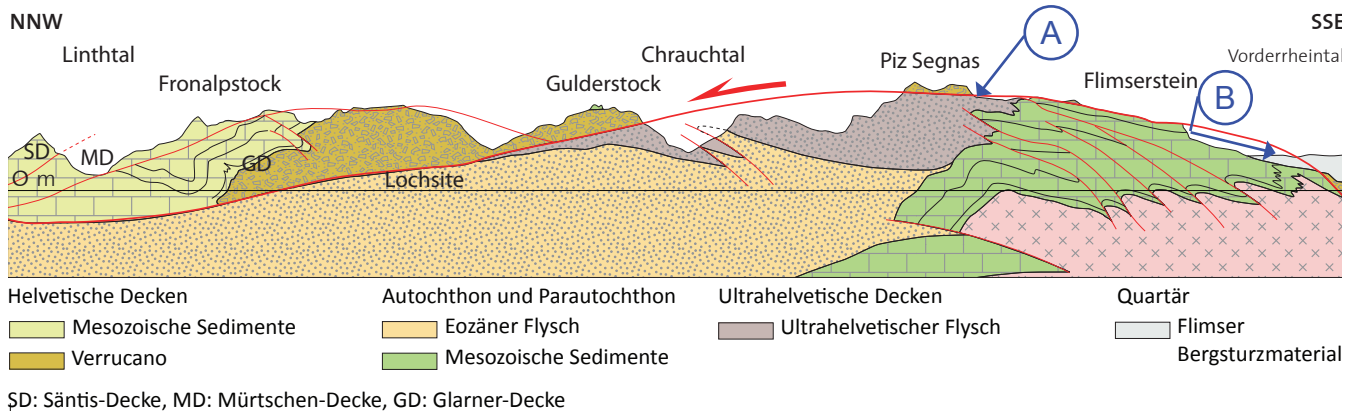 NNW
SSE
Linthtal
Chrauchtal
A
Vorderrheintal
Fronalpstock
Gulderstock
Piz Segnas
Flimserstein
B
SD
MD
GD
O m
Lochsite
Helvetische Decken
Autochthon und Parautochthon
Ultrahelvetische Decken
Quartär
Mesozoische Sedimente
Eozäner Flysch
Ultrahelvetischer Flysch
Flimser
Verrucano
Mesozoische Sedimente
Bergsturzmaterial
SD: Säntis-Decke, MD: Mürtschen-Decke, GD: Glarner-Decke